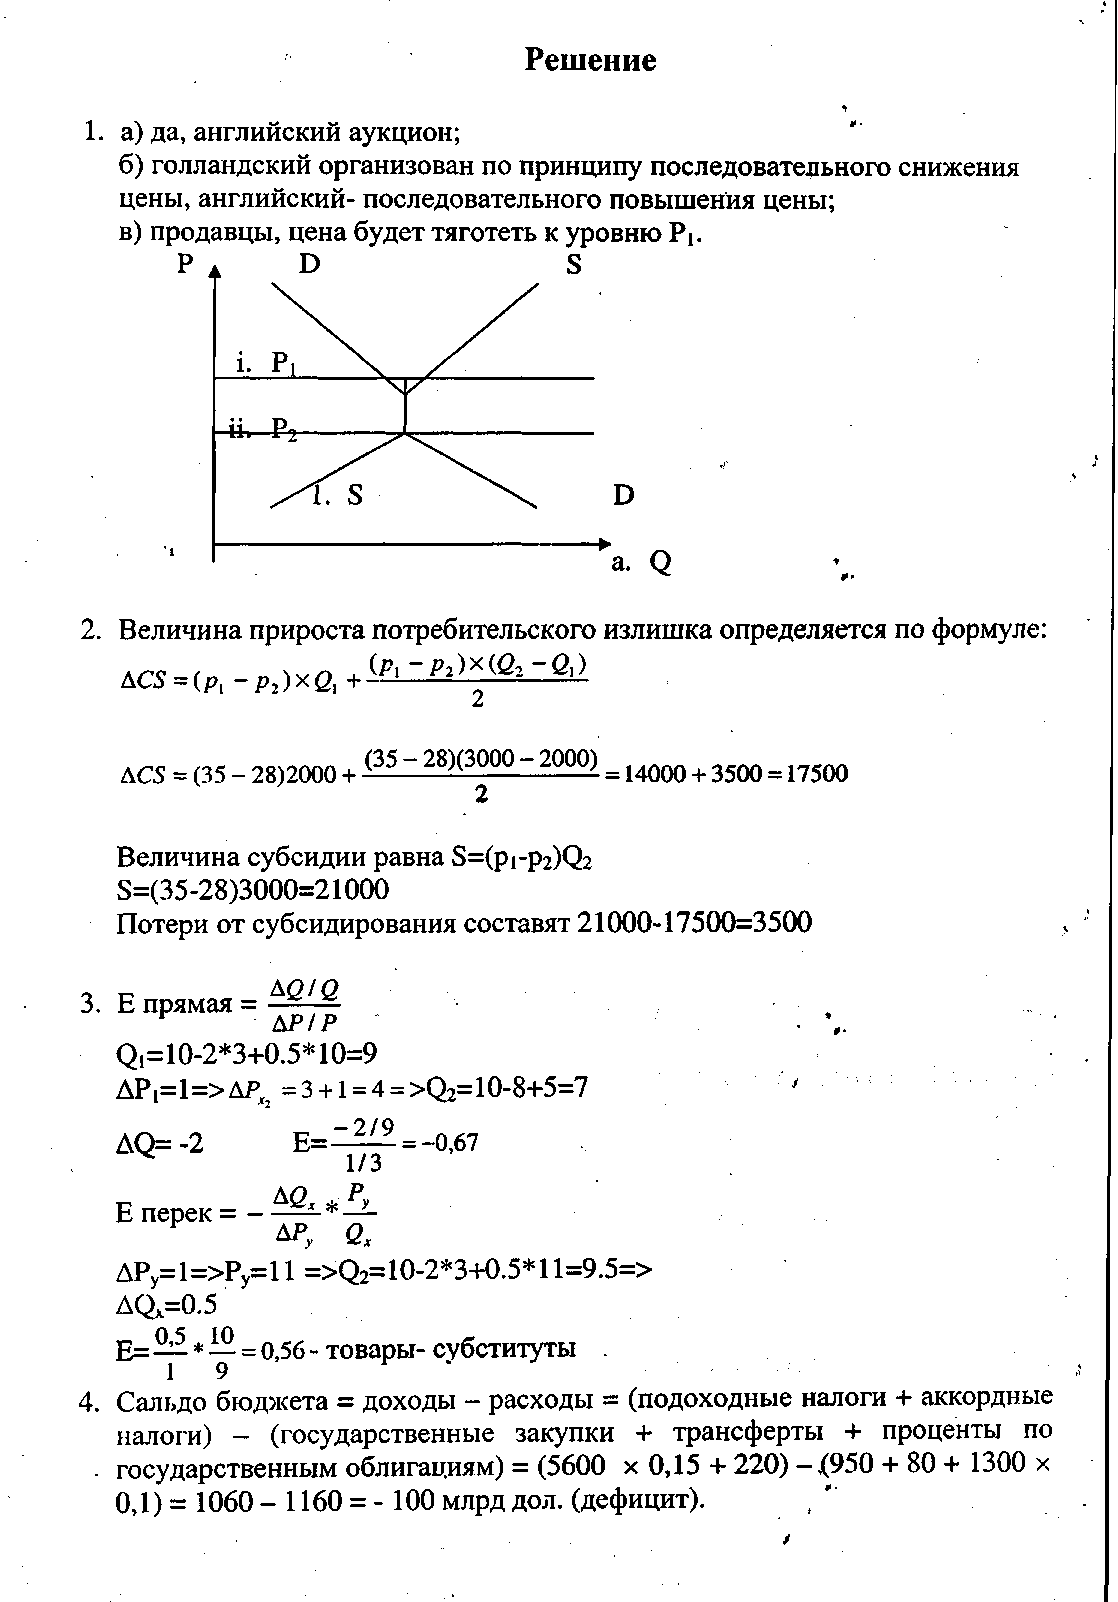 Решение
1. а) да, английский аукцион;
б) голландский организован по принципу последовательного снижения
цены, английский- последовательного повышения цены;
в) продавцы, цена будет тяготеть к уровню P₁.
P D S
i. P₁
ii. P₂
1. S D
a. Q
2. Величина прироста потребительского излишка определяется по формуле:
ΔCS = (p₁ − p₂)×Q₁ + (p₁ − p₂)×(Q₂ − Q₁) / 2
ΔCS = (35 − 28)2000 + (35 − 28)(3000 − 2000) / 2 = 14000 + 3500 = 17500
Величина субсидии равна S=(p₁-p₂)Q₂
S=(35-28)3000=21000
Потери от субсидирования составят 21000-17500=3500
3. E прямая = ΔQ/Q / ΔP/P
Q₁=10-2*3+0.5*10=9
ΔP₁=1=>ΔPₓ₂ =3+1=4=>Q₂=10-8+5=7
ΔQ= -2 E= −2/9 / 1/3 = −0,67
E перек = − ΔQₓ / ΔPᵧ * Pᵧ / Qₓ
ΔPᵧ=1=>Pᵧ=11 =>Q₂=10-2*3+0.5*11=9.5=>
ΔQₓ=0.5
E= 0,5 / 1 * 10 / 9 = 0,56 - товары- субституты
4. Сальдо бюджета = доходы – расходы = (подоходные налоги + аккордные
налоги) – (государственные закупки + трансферты + проценты по
государственным облигациям) = (5600 х 0,15 + 220) – (950 + 80 + 1300 х
0,1) = 1060 – 1160 = - 100 млрд дол. (дефицит).